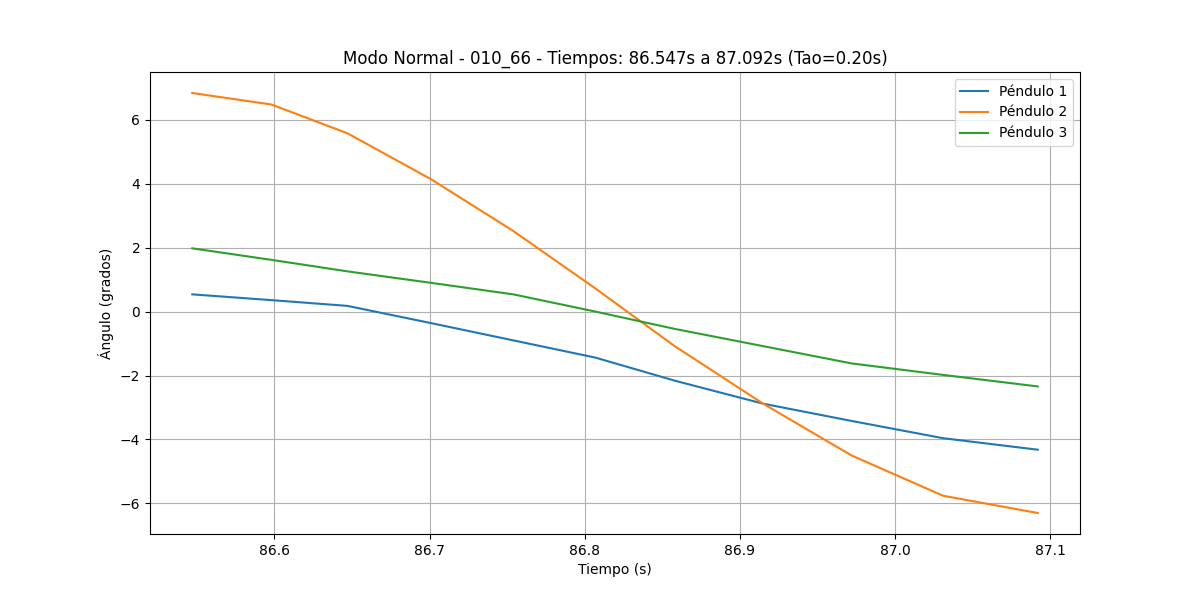 Modo Normal - 010_66 - Tiempos: 86.547s a 87.092s (Tao=0.20s)
Péndulo 1
Péndulo 2
Péndulo 3
Ángulo (grados)
6
4
2
0
−2
−4
−6
86.6 86.7 86.8 86.9 87.0 87.1
Tiempo (s)